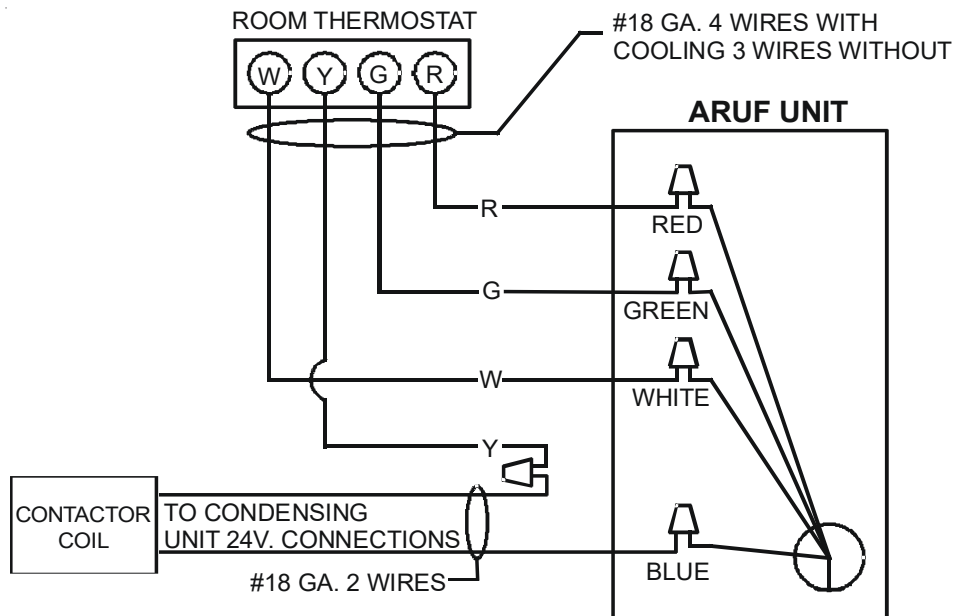 ROOM THERMOSTAT
#18 GA. 4 WIRES WITH
COOLING 3 WIRES WITHOUT
W Y G R
ARUF UNIT
R
RED
G
GREEN
W
WHITE
Y
CONTACTOR
COIL
TO CONDENSING
UNIT 24V. CONNECTIONS
#18 GA. 2 WIRES
BLUE